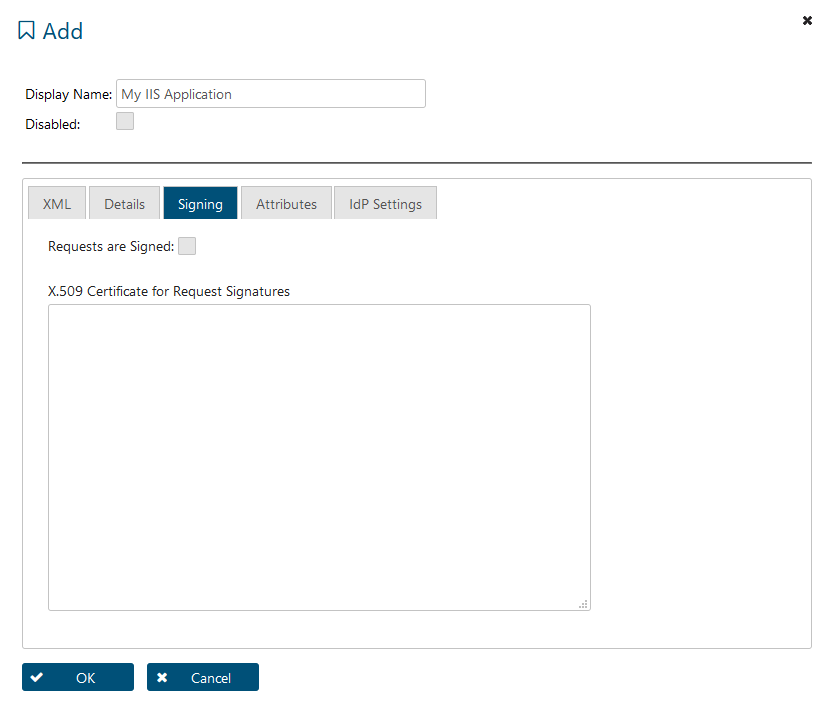 Add
Display Name: My IIS Application
Disabled:
XML Details Signing Attributes IdP Settings
Requests are Signed:
X.509 Certificate for Request Signatures
OK Cancel